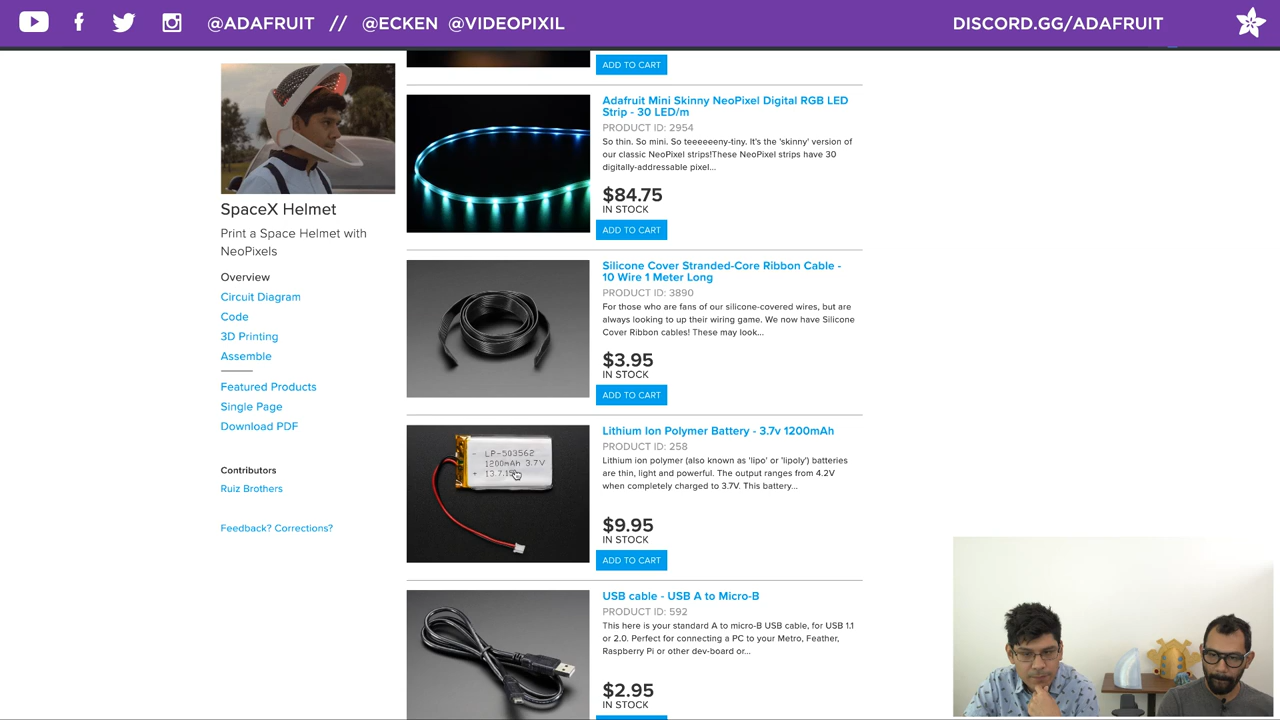 @ADAFRUIT // @ECKEN @VIDEOPIXIL
DISCORD.GG/ADAFRUIT
SpaceX Helmet
Print a Space Helmet with
NeoPixels
Overview
Circuit Diagram
Code
3D Printing
Assemble
Featured Products
Single Page
Download PDF
Contributors
Ruiz Brothers
Feedback? Corrections?
ADD TO CART
Adafruit Mini Skinny NeoPixel Digital RGB LED
Strip - 30 LED/m
PRODUCT ID: 2954
So thin. So mini. So teeeeeeny-tiny. It's the 'skinny' version of
our classic NeoPixel strips!These NeoPixel strips have 30
digitally-addressable pixel...
$84.75
IN STOCK
ADD TO CART
Silicone Cover Stranded-Core Ribbon Cable -
10 Wire 1 Meter Long
PRODUCT ID: 3890
For those who are fans of our silicone-covered wires, but are
always looking to up their wiring game. We now have Silicone
Cover Ribbon cables! These may look...
$3.95
IN STOCK
ADD TO CART
- LP-503562
1200mAh 3.7V
+
Lithium Ion Polymer Battery - 3.7v 1200mAh
PRODUCT ID: 258
Lithium ion polymer (also known as 'lipo' or 'lipoly') batteries
are thin, light and powerful. The output ranges from 4.2V
when completely charged to 3.7V. This battery...
$9.95
IN STOCK
ADD TO CART
USB cable - USB A to Micro-B
PRODUCT ID: 592
This here is your standard A to micro-B USB cable, for USB 1.1
or 2.0. Perfect for connecting a PC to your Metro, Feather,
Raspberry Pi or other dev-board or...
$2.95
IN STOCK